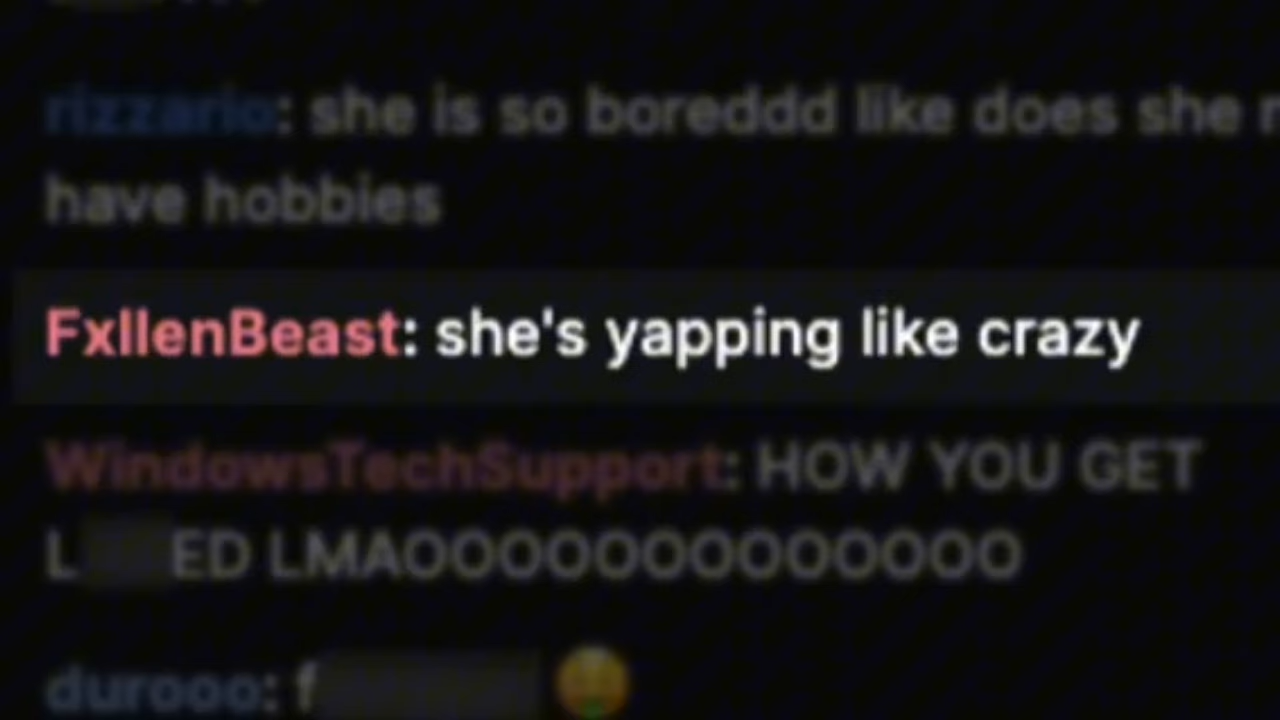 rizzario: she is so boreddd like does she
have hobbies
FxllenBeast: she's yapping like crazy
WindowsTechSupport: HOW YOU GET
L ED LMAOOOOOOOOOOOOOO
durooo: f 🤑